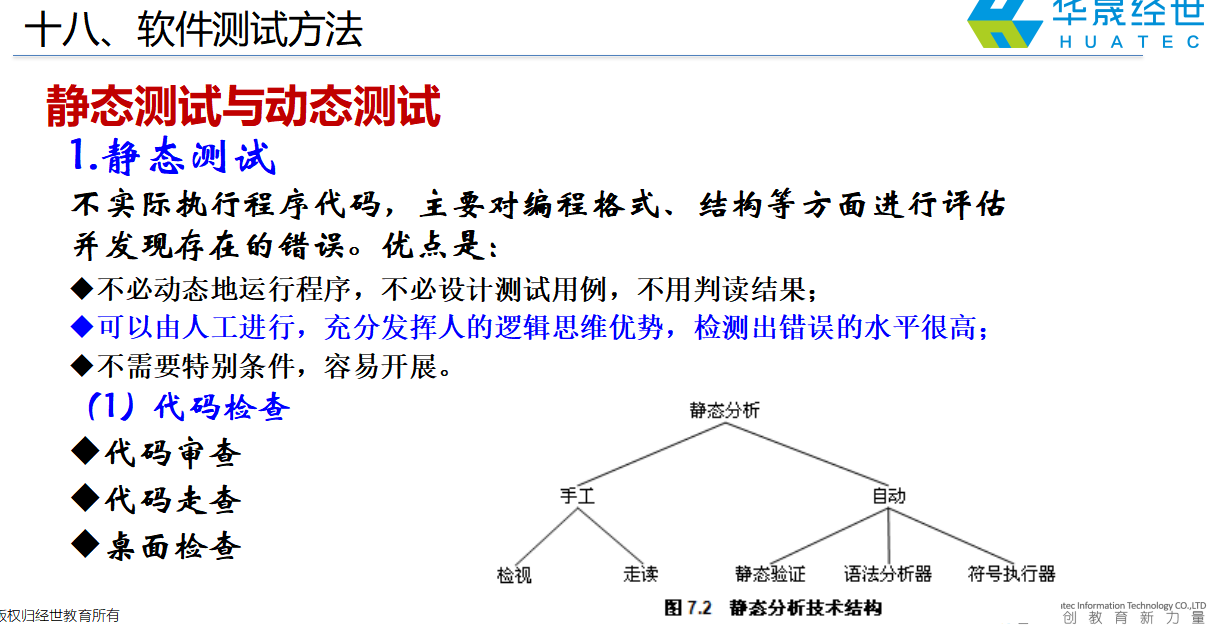 十八、软件测试方法
华晟经世
HUATEC
静态测试与动态测试
1.静态测试
不实际执行程序代码，主要对编程格式、结构等方面进行评估
并发现存在的错误。优点是：
◆不必动态地运行程序，不必设计测试用例，不用判读结果；
◆可以由人工进行，充分发挥人的逻辑思维优势，检测出错误的水平很高；
◆不需要特别条件，容易开展。
（1）代码检查
◆代码审查
◆代码走查
◆桌面检查
静态分析
手工 自动
检视 走读 静态验证 语法分析器 符号执行器
图 7.2 静态分析技术结构
版权归经世教育所有
tec Information Technology CO.,LTD
创 教 育 新 力 量